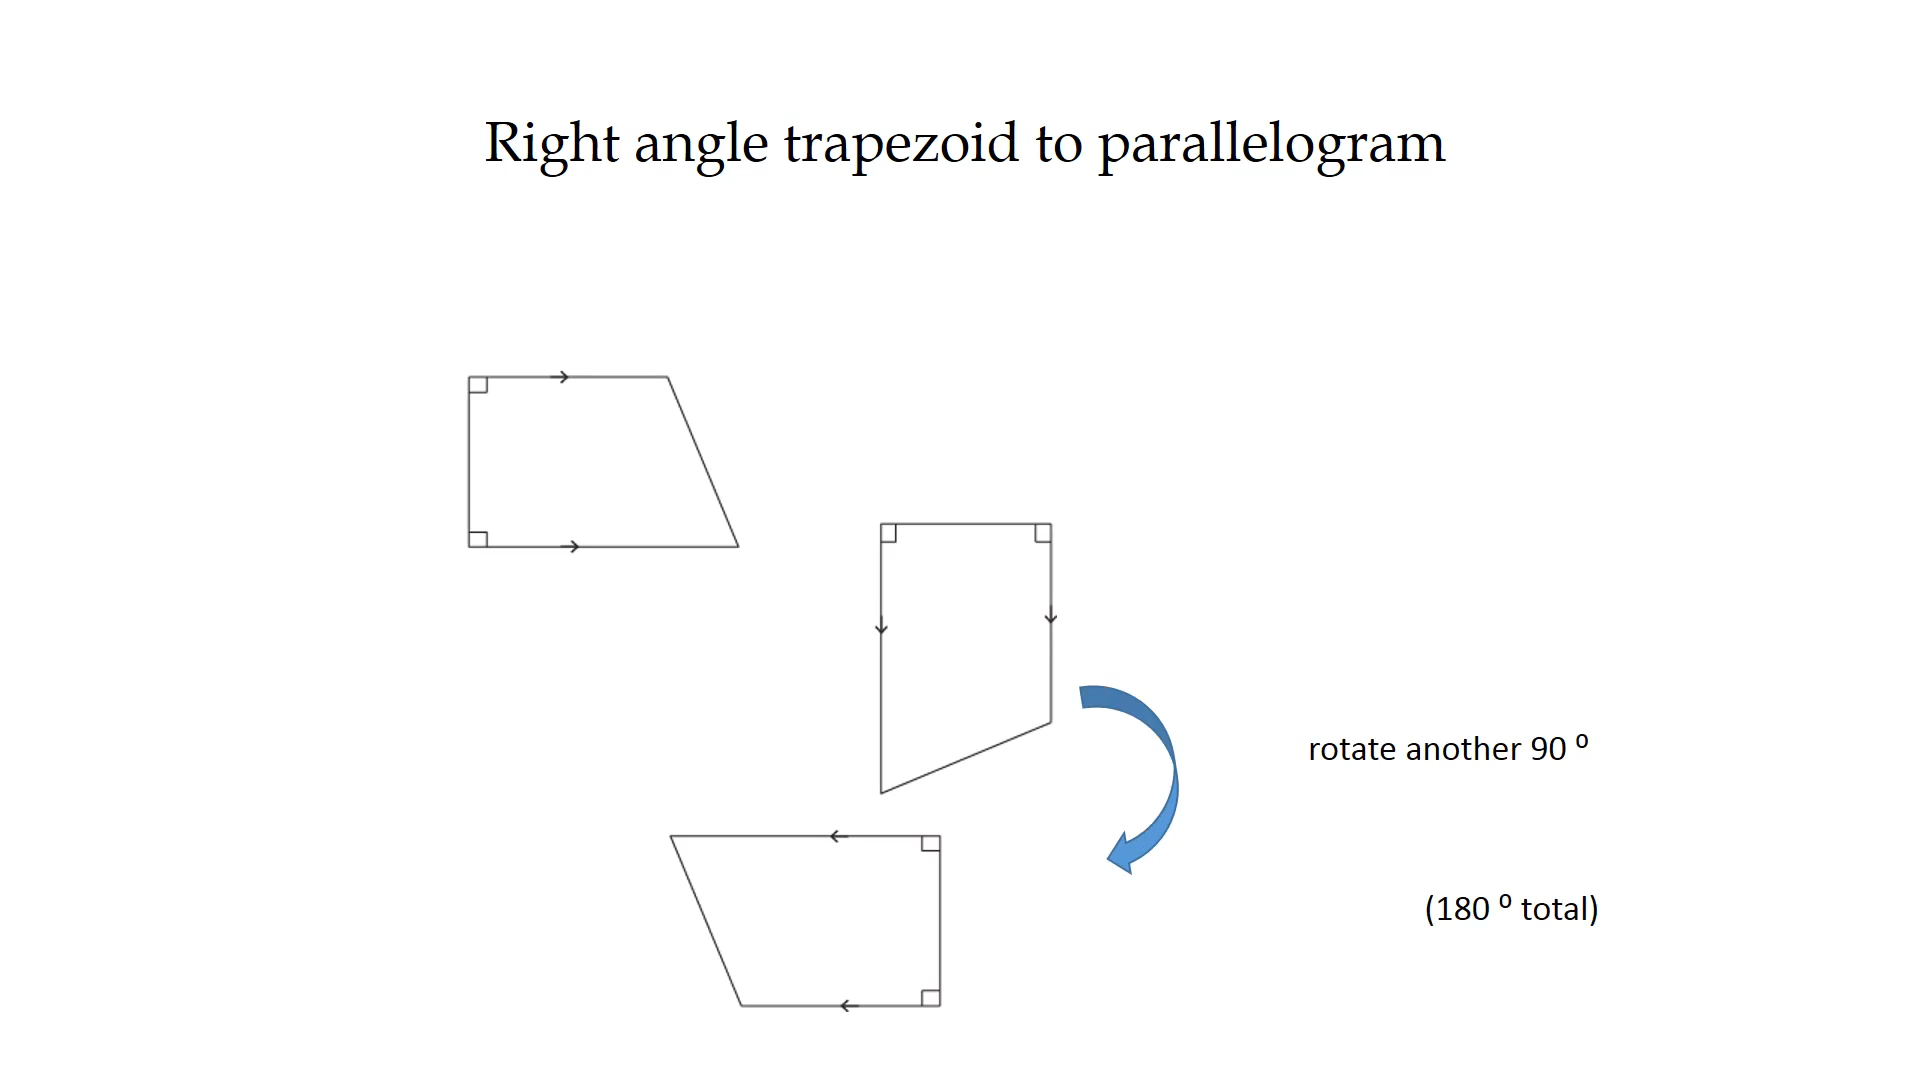 Right angle trapezoid to parallelogram
rotate another 90 º
(180 º total)